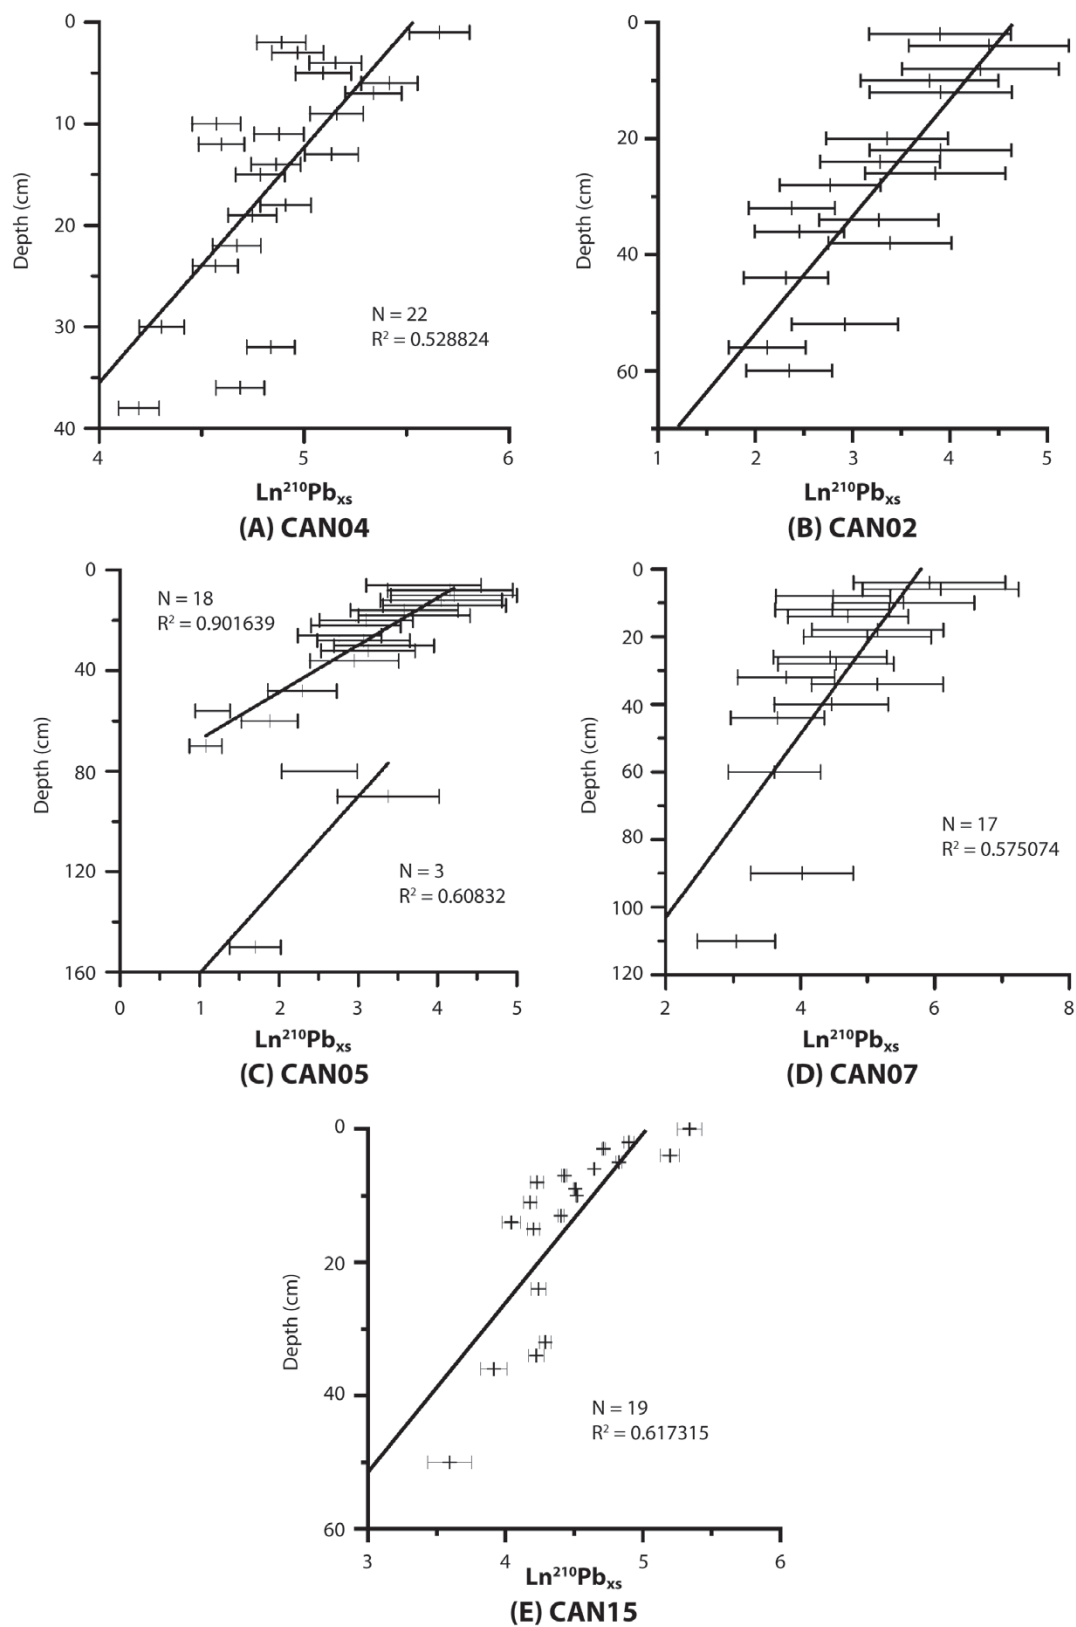 0
10
20
30
40
Depth (cm)
N = 22
R² = 0.528824
4
5
6
Ln²¹⁰Pbₓₛ
(A) CAN04
0
20
40
60
Depth (cm)
1
2
3
4
5
Ln²¹⁰Pbₓₛ
(B) CAN02
0
40
80
120
160
Depth (cm)
N = 18
R² = 0.901639
N = 3
R² = 0.60832
0
1
2
3
4
5
Ln²¹⁰Pbₓₛ
(C) CAN05
0
20
40
60
80
100
120
Depth (cm)
N = 17
R² = 0.575074
2
4
6
8
Ln²¹⁰Pbₓₛ
(D) CAN07
0
20
40
60
Depth (cm)
N = 19
R² = 0.617315
3
4
5
6
Ln²¹⁰Pbₓₛ
(E) CAN15